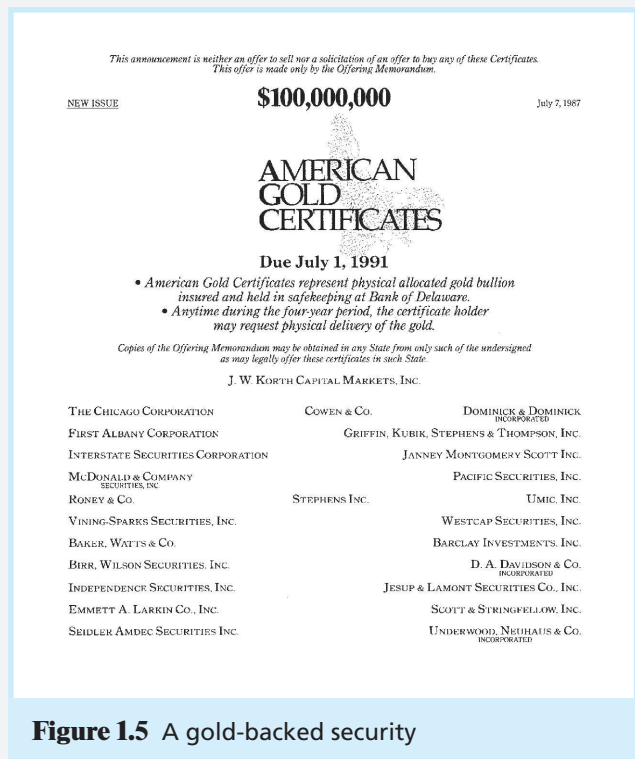 This announcement is neither an offer to sell nor a solicitation of an offer to buy any of these Certificates.
This offer is made only by the Offering Memorandum.
NEW ISSUE $100,000,000 July 7, 1987
AMERICAN
GOLD
CERTIFICATES
Due July 1, 1991
• American Gold Certificates represent physical allocated gold bullion
insured and held in safekeeping at Bank of Delaware.
• Anytime during the four-year period, the certificate holder
may request physical delivery of the gold.
Copies of the Offering Memorandum may be obtained in any State from only such of the undersigned
as may legally offer these certificates in such State.
J. W. KORTH CAPITAL MARKETS, INC.
THE CHICAGO CORPORATION COWEN & CO. DOMINICK & DOMINICK
INCORPORATED
FIRST ALBANY CORPORATION GRIFFIN, KUBIK, STEPHENS & THOMPSON, INC.
INTERSTATE SECURITIES CORPORATION JANNEY MONTGOMERY SCOTT INC.
MCDONALD & COMPANY PACIFIC SECURITIES, INC.
SECURITIES, INC.
RONEY & CO. STEPHENS INC. UMIC, INC.
VINING-SPARKS SECURITIES, INC. WESTCAP SECURITIES, INC.
BAKER, WATTS & CO. BARCLAY INVESTMENTS, INC.
BIRR, WILSON SECURITIES, INC. D. A. DAVIDSON & CO.
INCORPORATED
INDEPENDENCE SECURITIES, INC. JESUP & LAMONT SECURITIES CO., INC.
EMMETT A. LARKIN CO., INC. SCOTT & STRINGFELLOW, INC.
SEIDLER AMDEC SECURITIES INC. UNDERWOOD, NEUHAUS & CO.
INCORPORATED
Figure 1.5 A gold-backed security